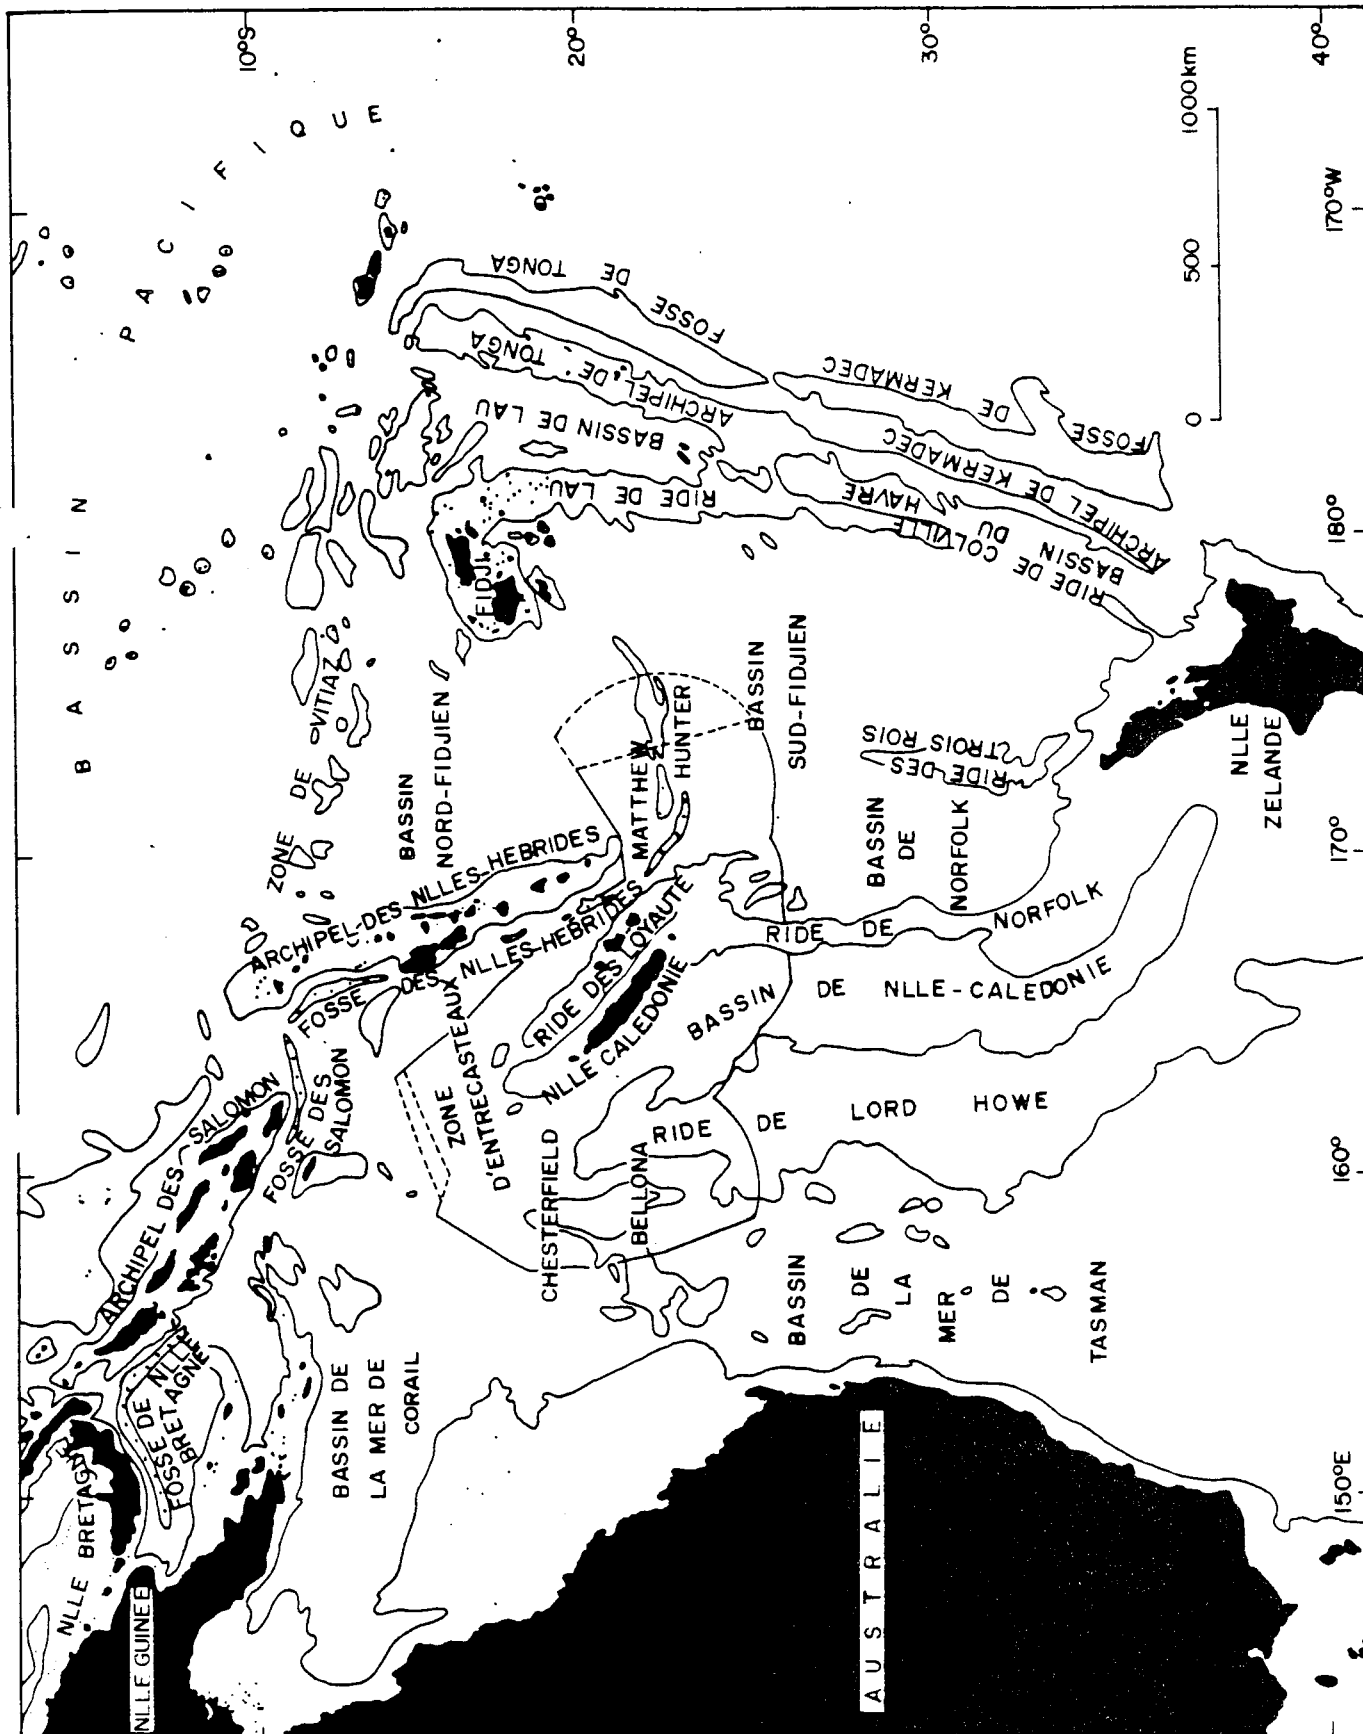 NLLE GUINEE
NLLE BRETAGNE
FOSSE DE NLLE
BRETAGNE
ARCHIPEL DES SALOMON
FOSSE DES
SALOMON
BASSIN PACIFIQUE
ZONE DE VITIAZ
BASSIN DE
LA MER DE
CORAIL
ARCHIPEL-DES NLLES-HEBRIDES
FOSSE DES NLLES-HEBRIDES
BASSIN
NORD-FIDJIEN
FIDJI
ZONE
D'ENTRECASTEAUX
RIDE DES LOYAUTE
NLLE CALEDONIE
MATTHEW
HUNTER
CHESTERFIELD
BELLONA
BASSIN DE NLLE-CALEDONIE
RIDE DE LORD HOWE
RIDE DE NORFOLK
BASSIN
SUD-FIDJIEN
BASSIN
DE
NORFOLK
RIDE-DES
TROIS ROIS
BASSIN
DE
LA
MER
DE
TASMAN
AUSTRALIE
NLLE
ZELANDE
RIDE DE LAU
BASSIN DE LAU
ARCHIPEL DE TONGA
FOSSE DE TONGA
RIDE DE COLVILLE
BASSIN DU HAVRE
ARCHIPEL DE KERMADEC
FOSSE DE KERMADEC
0 500 1000km
10°S
20°
30°
40°
150°E
160°
170°
180°
170°W